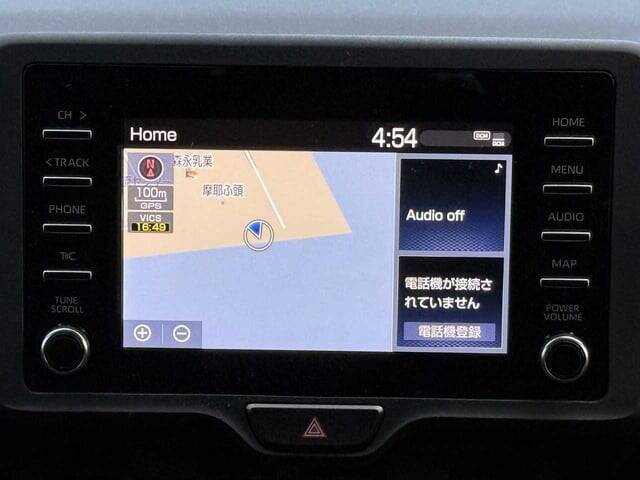 CH >
< TRACK
PHONE
T/C
TUNE
SCROLL
Home
4:54
DCM
DCM
N
森永乳業
摩耶ふ頭
100m
GPS
VICS
16:49
♪
Audio off
電話機が接続さ
れていません
電話機登録
HOME
MENU
AUDIO
MAP
POWER
VOLUME